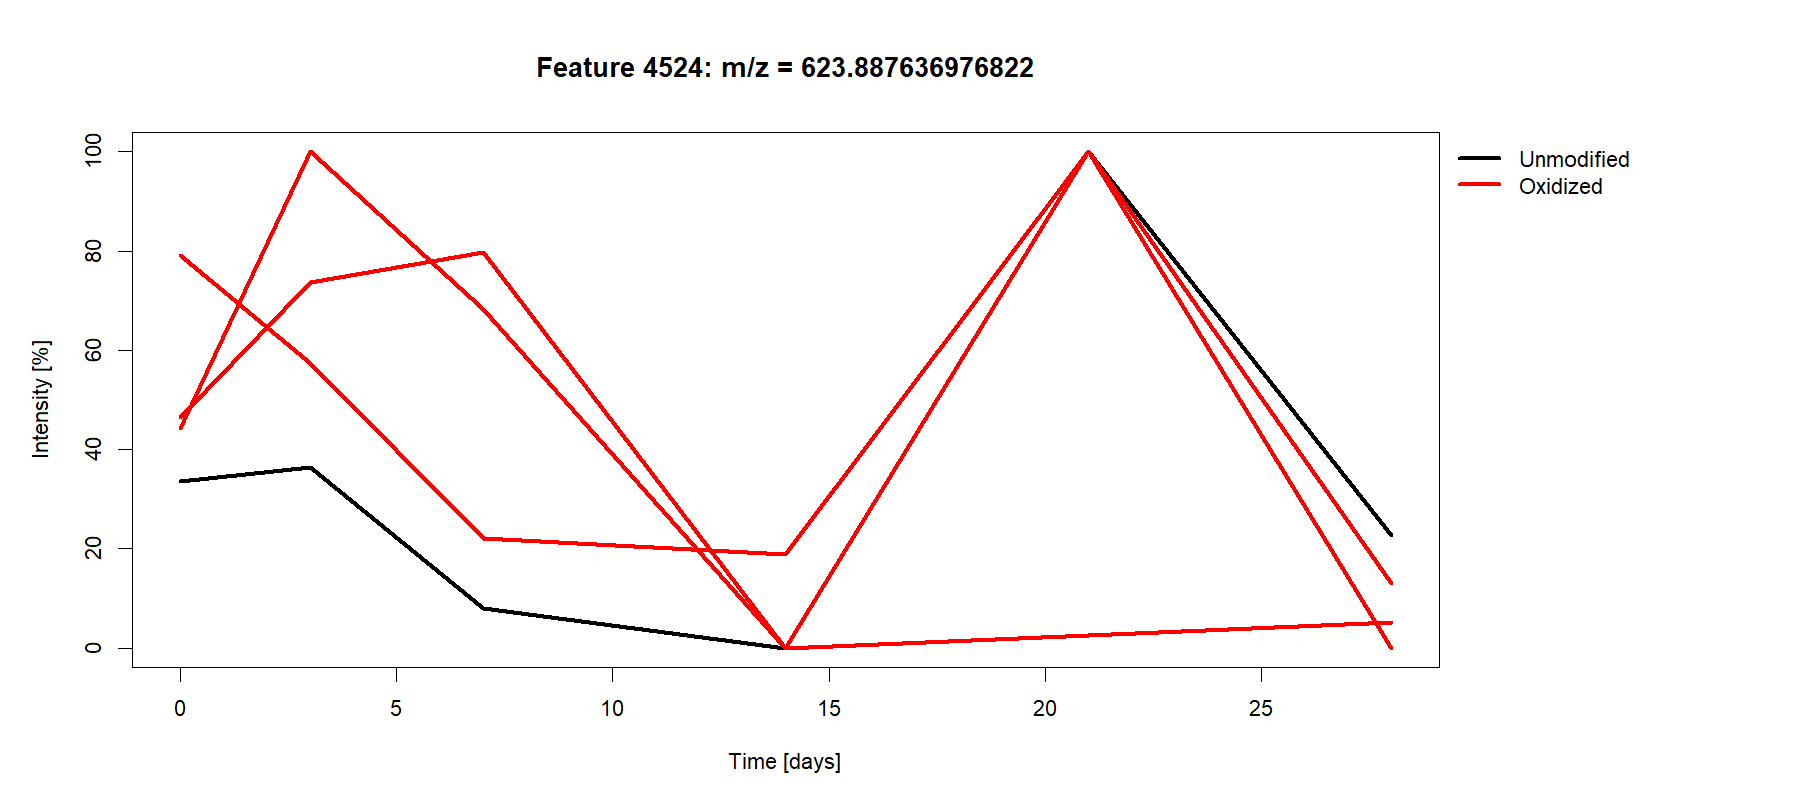 Feature 4524: m/z = 623.887636976822
Unmodified
Oxidized
Intensity [%]
100
80
60
40
20
0
0 5 10 15 20 25
Time [days]